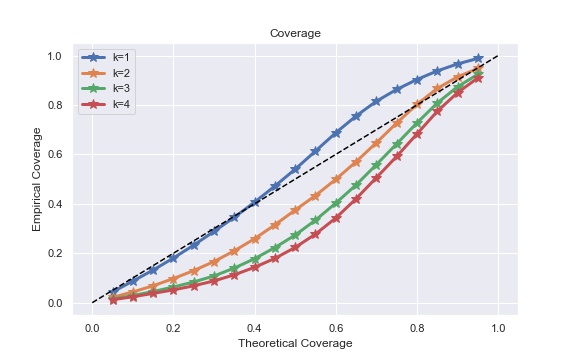 Coverage
1.0
0.8
0.6
0.4
0.2
0.0
Empirical Coverage
k=1
k=2
k=3
k=4
0.0 0.2 0.4 0.6 0.8 1.0
Theoretical Coverage